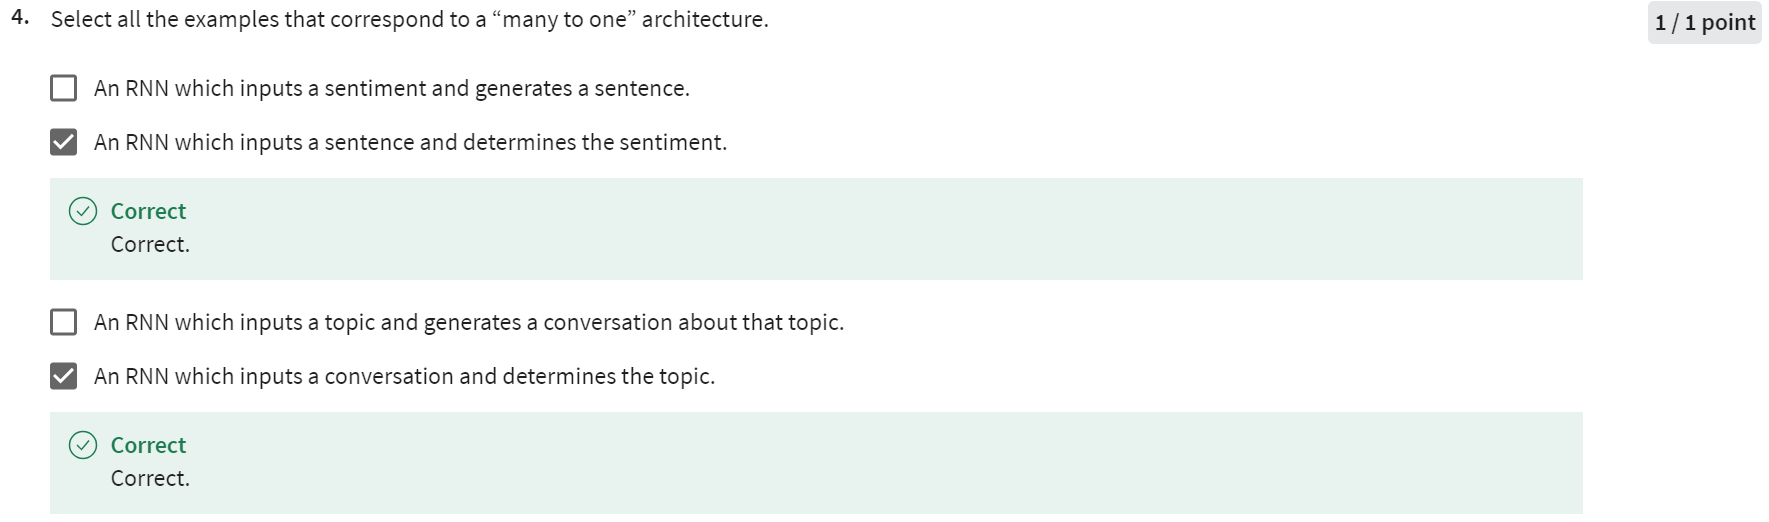 4. Select all the examples that correspond to a “many to one” architecture.
1 / 1 point
An RNN which inputs a sentiment and generates a sentence.
An RNN which inputs a sentence and determines the sentiment.
Correct
Correct.
An RNN which inputs a topic and generates a conversation about that topic.
An RNN which inputs a conversation and determines the topic.
Correct
Correct.